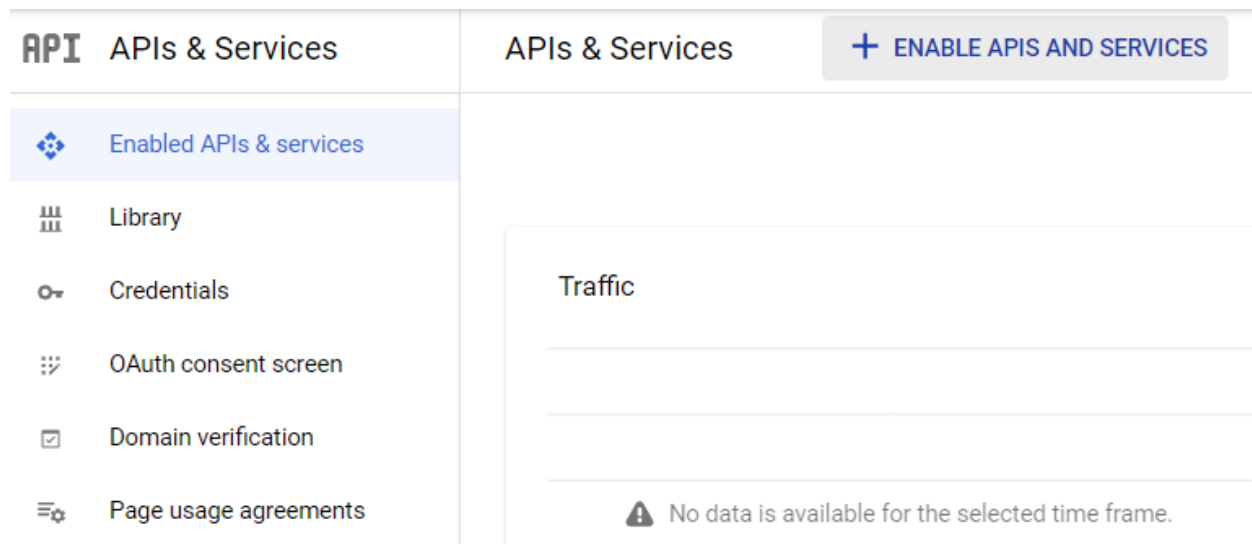 API APIs & Services
APIs & Services
+ ENABLE APIS AND SERVICES
Enabled APIs & services
Library
Credentials
OAuth consent screen
Domain verification
Page usage agreements
Traffic
No data is available for the selected time frame.